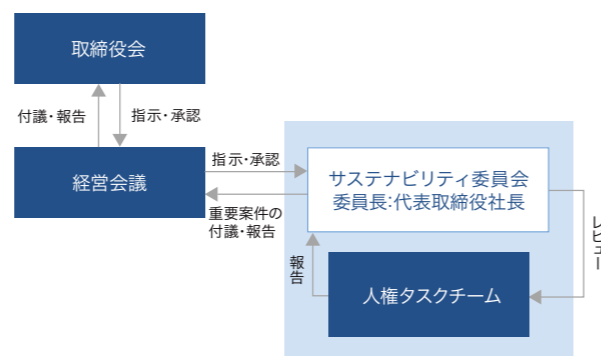 取締役会
付議・報告
指示・承認
経営会議
指示・承認
重要案件の
付議・報告
サステナビリティ委員会
委員長:代表取締役社長
レビュー
報告
人権タスクチーム